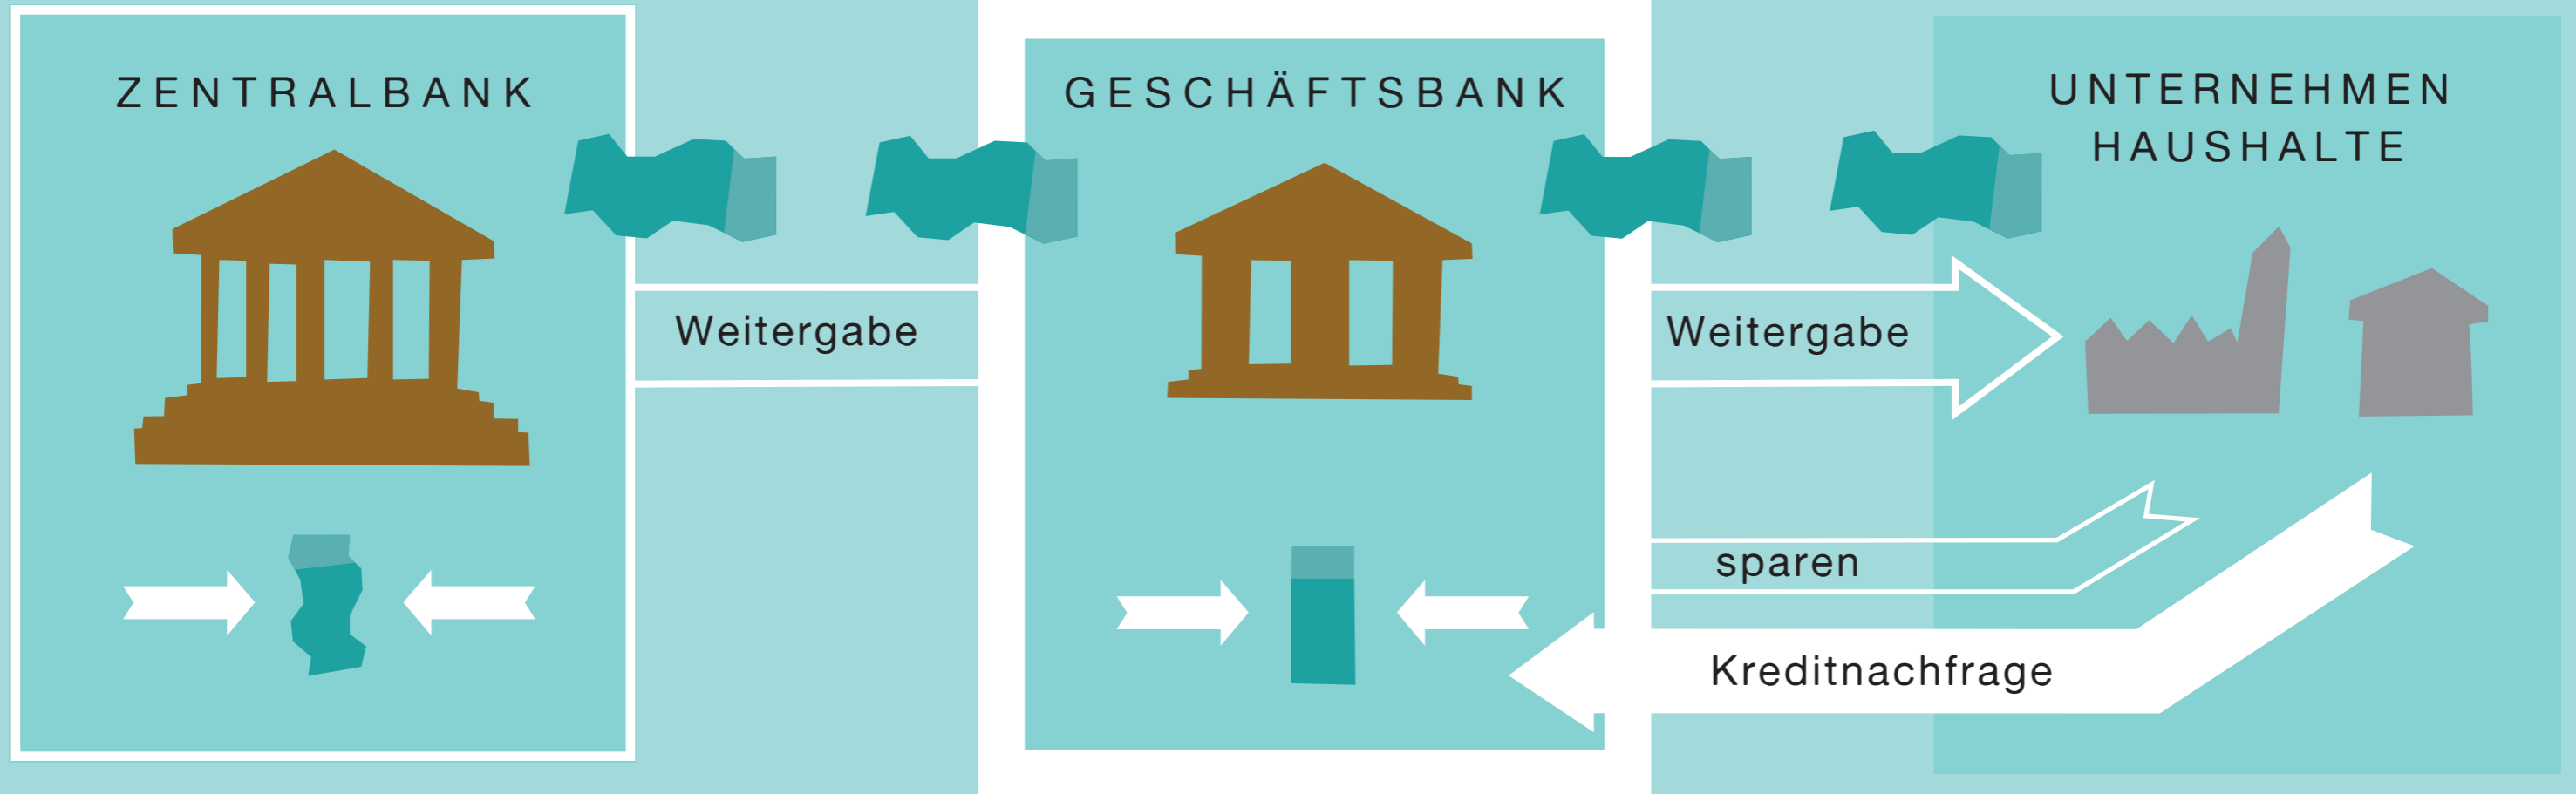 ZENTRALBANK
Weitergabe
GESCHÄFTSBANK
Weitergabe
UNTERNEHMEN
HAUSHALTE
sparen
Kreditnachfrage